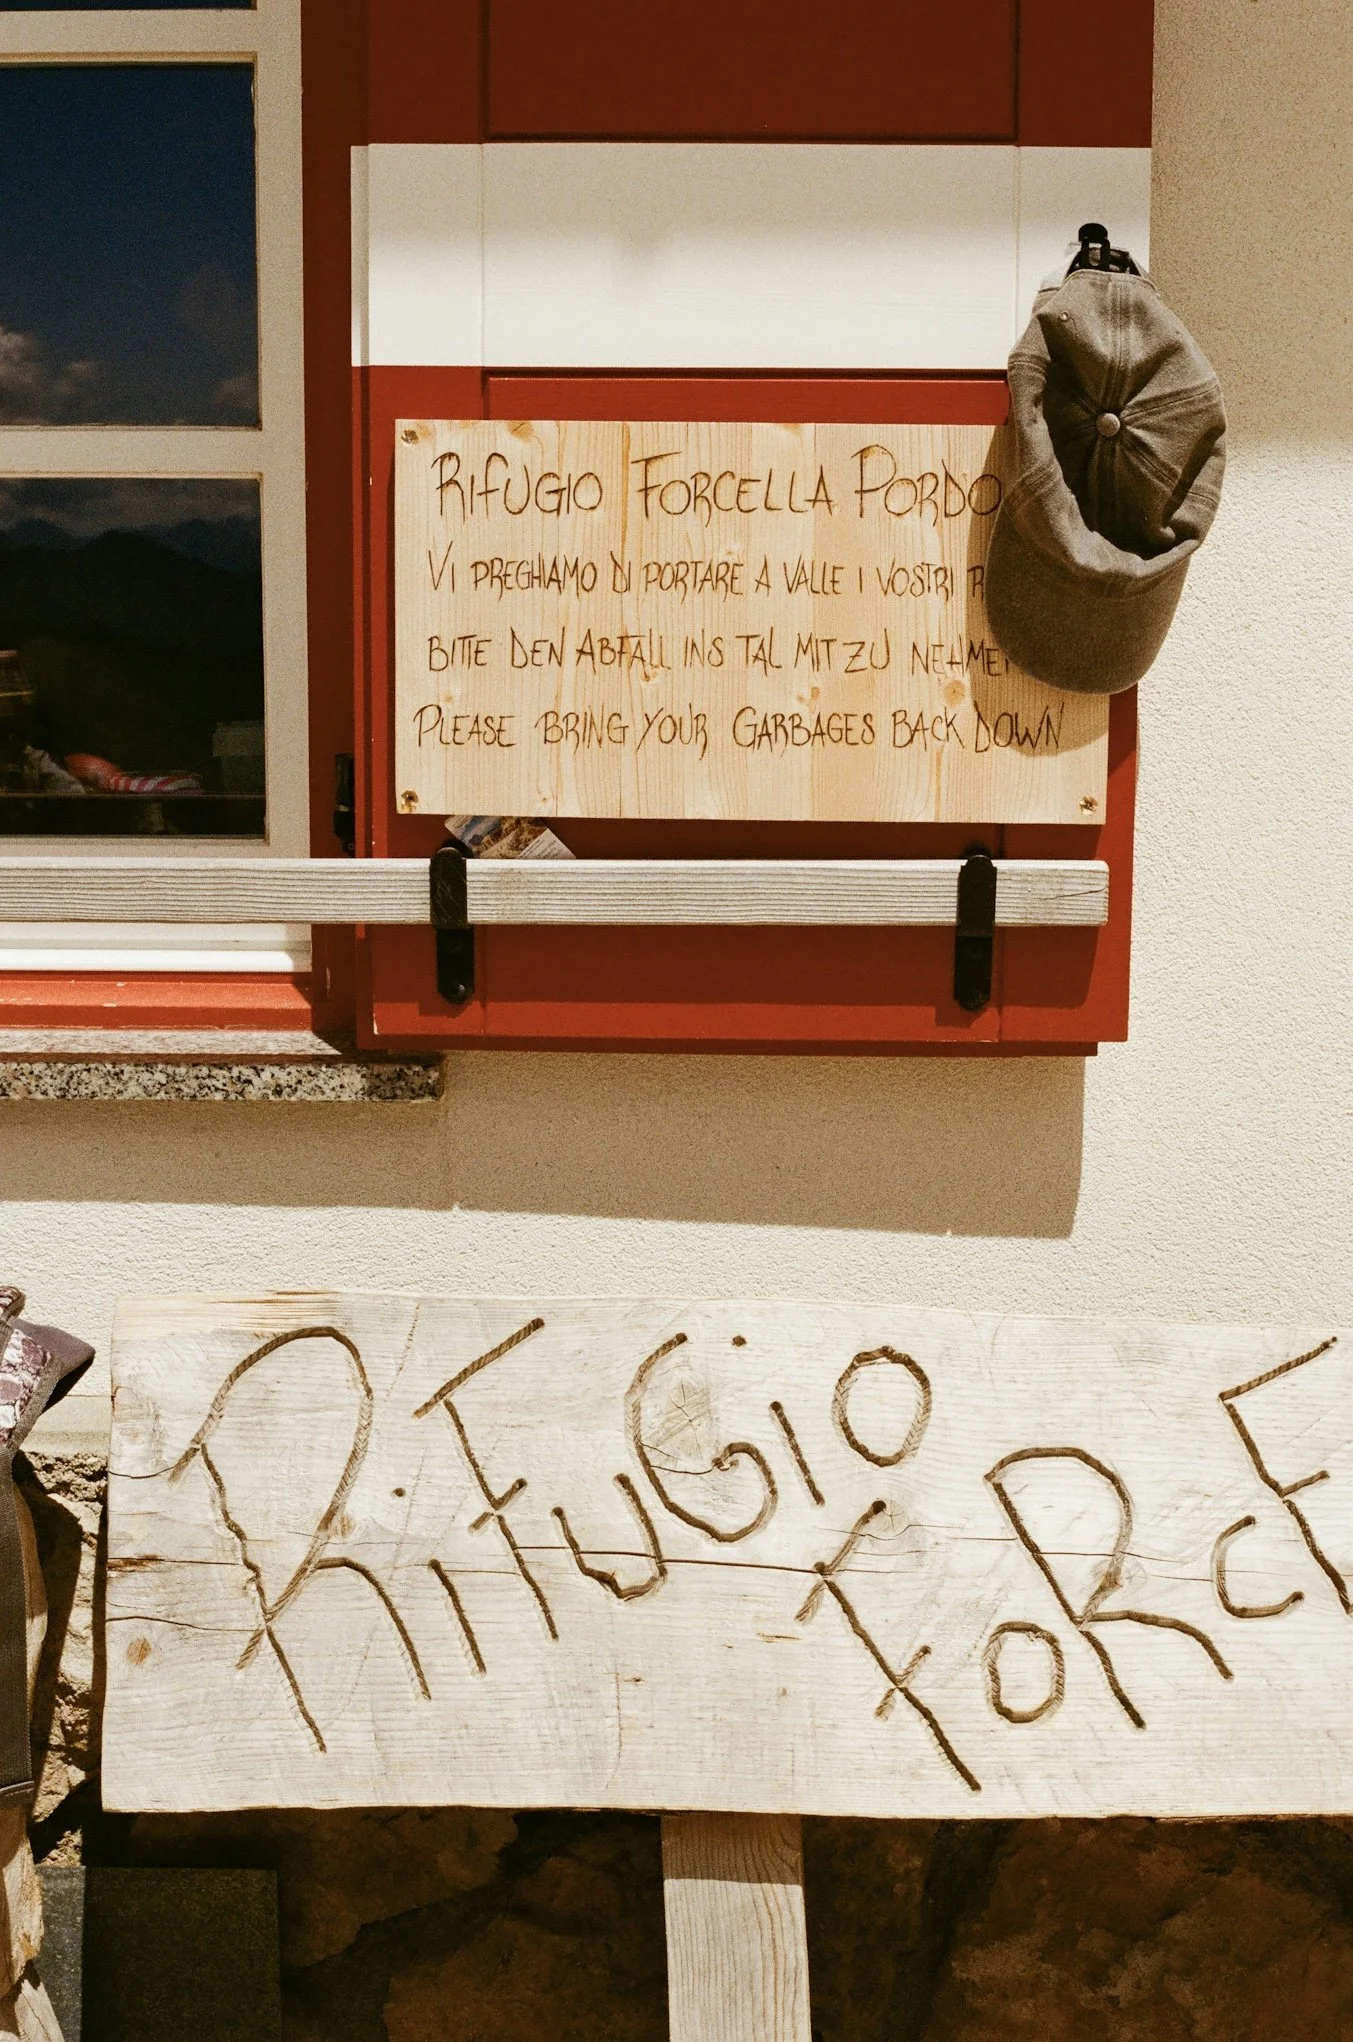 RIFUGIO FORCELLA PORDO
VI PREGHIAMO DI PORTARE A VALLE I VOSTRI
BITTE DEN ABFALL INS TAL MIT ZU NEHME
PLEASE BRING YOUR GARBAGES BACK DOWN
RiFuGio FoRcE